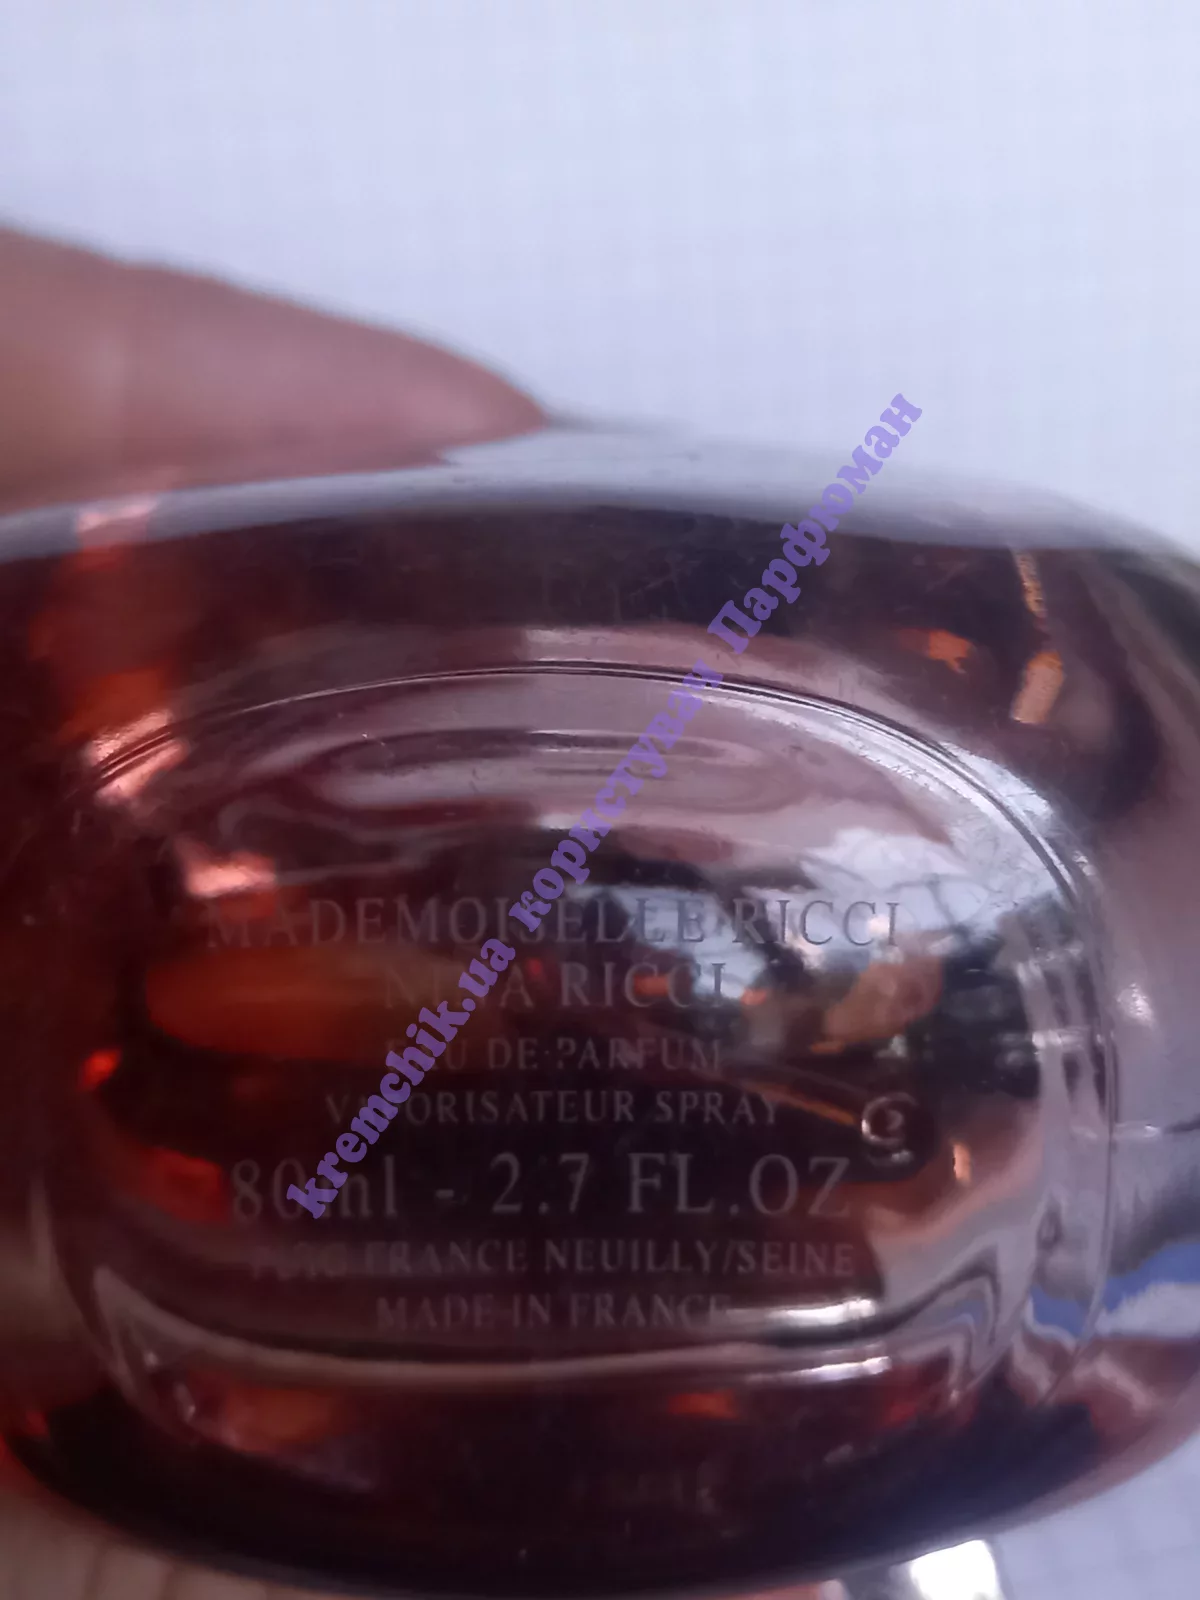 MADEMOISELLE RICCI
NINA RICCI
EAU DE PARFUM
VAPORISATEUR SPRAY
80ml - 2.7 FL.OZ
PUIG FRANCE NEUILLY/SEINE
MADE IN FRANCE
kremchik.ua користувач Парфюман